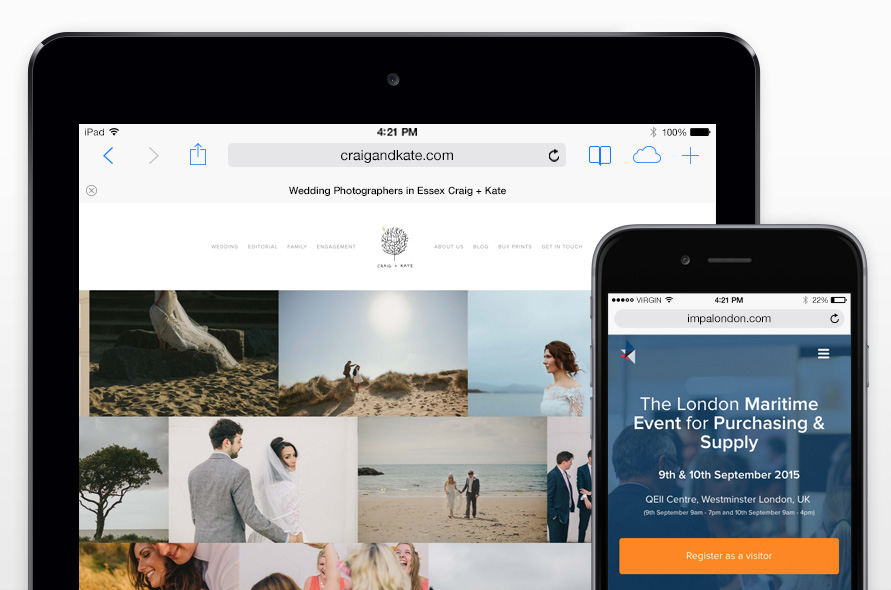 iPad
4:21 PM
100%
craigandkate.com
Wedding Photographers in Essex Craig + Kate
WEDDING EDITORIAL FAMILY ENGAGEMENT
CRAIG + KATE
ABOUT US BLOG BUY PRINTS GET IN TOUCH
VIRGIN
4:21 PM
22%
impalondon.com
The London Maritime
Event for Purchasing &
Supply
9th & 10th September 2015
QEII Centre, Westminster London, UK
(9th September 9am - 7pm and 10th September 9am - 4pm)
Register as a visitor